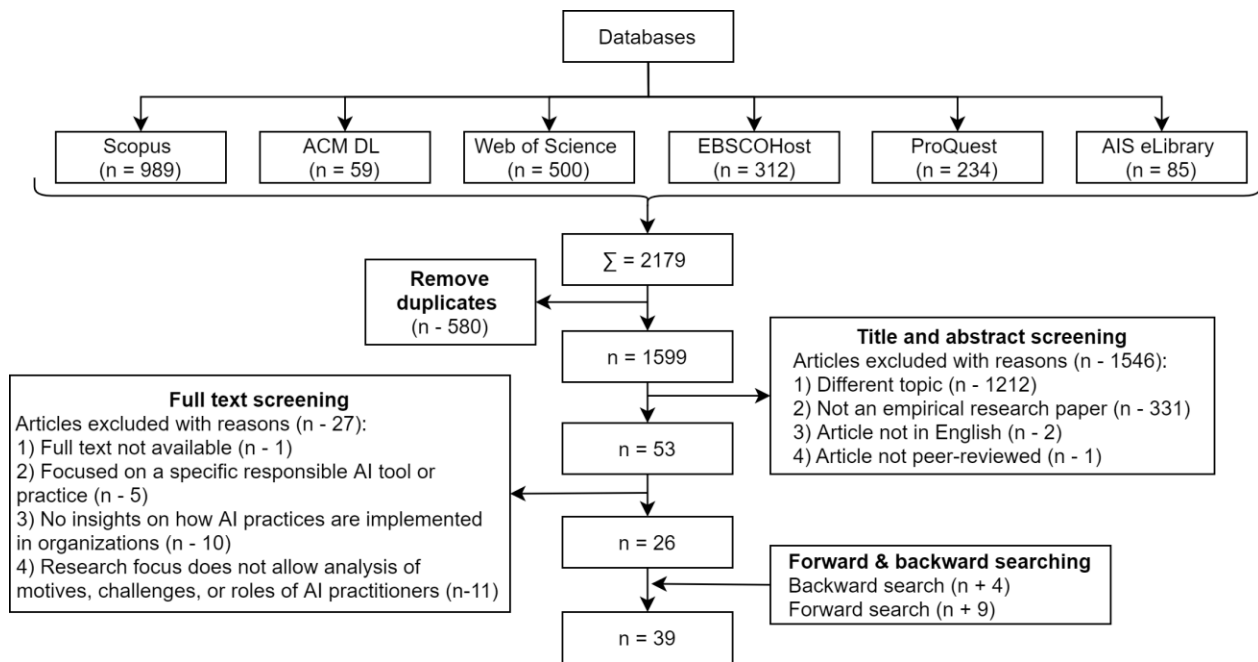 Databases
Scopus
(n = 989)
ACM DL
(n = 59)
Web of Science
(n = 500)
EBSCOHost
(n = 312)
ProQuest
(n = 234)
AIS eLibrary
(n = 85)
∑ = 2179
Remove
duplicates
(n - 580)
n = 1599
Title and abstract screening
Articles excluded with reasons (n - 1546):
1) Different topic (n - 1212)
2) Not an empirical research paper (n - 331)
3) Article not in English (n - 2)
4) Article not peer-reviewed (n - 1)
n = 53
Full text screening
Articles excluded with reasons (n - 27):
1) Full text not available (n - 1)
2) Focused on a specific responsible AI tool or
practice (n - 5)
3) No insights on how AI practices are implemented
in organizations (n - 10)
4) Research focus does not allow analysis of
motives, challenges, or roles of AI practitioners (n-11)
n = 26
Forward & backward searching
Backward search (n + 4)
Forward search (n + 9)
n = 39